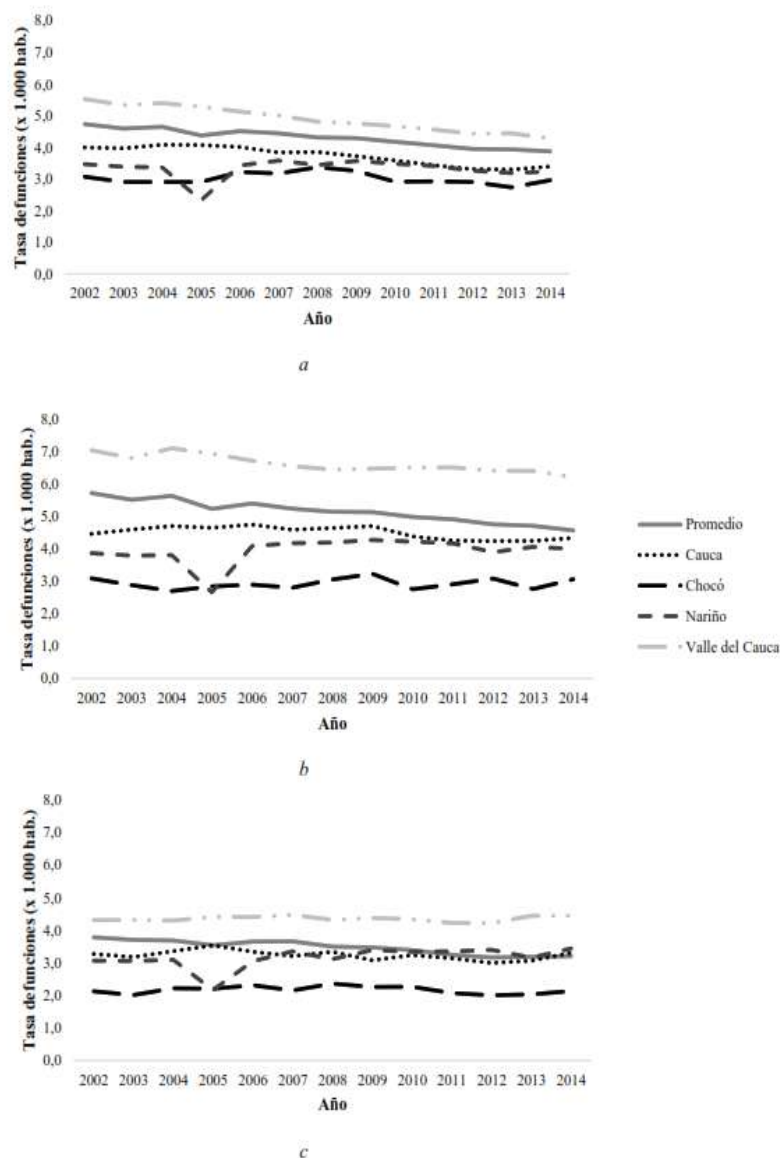 8,0
7,0
6,0
5,0
4,0
3,0
2,0
1,0
0,0
Tasa defunciones (x 1.000 hab.)
2002 2003 2004 2005 2006 2007 2008 2009 2010 2011 2012 2013 2014
Año
a
8,0
7,0
6,0
5,0
4,0
3,0
2,0
1,0
0,0
Tasa defunciones (x 1.000 hab.)
2002 2003 2004 2005 2006 2007 2008 2009 2010 2011 2012 2013 2014
Año
Promedio
Cauca
Chocó
Nariño
Valle del Cauca
b
8,0
7,0
6,0
5,0
4,0
3,0
2,0
1,0
0,0
Tasa defunciones (x 1.000 hab.)
2002 2003 2004 2005 2006 2007 2008 2009 2010 2011 2012 2013 2014
Año
c